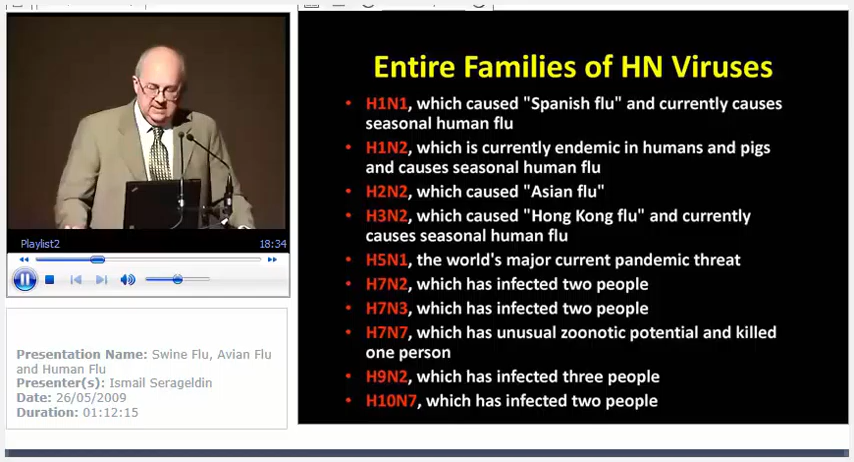 Entire Families of HN Viruses
• H1N1, which caused "Spanish flu" and currently causes
seasonal human flu
• H1N2, which is currently endemic in humans and pigs
and causes seasonal human flu
• H2N2, which caused "Asian flu"
• H3N2, which caused "Hong Kong flu" and currently
causes seasonal human flu
• H5N1, the world's major current pandemic threat
• H7N2, which has infected two people
• H7N3, which has infected two people
• H7N7, which has unusual zoonotic potential and killed
one person
• H9N2, which has infected three people
• H10N7, which has infected two people
Playlist2 18:34
Presentation Name: Swine Flu, Avian Flu
and Human Flu
Presenter(s): Ismail Serageldin
Date: 26/05/2009
Duration: 01:12:15